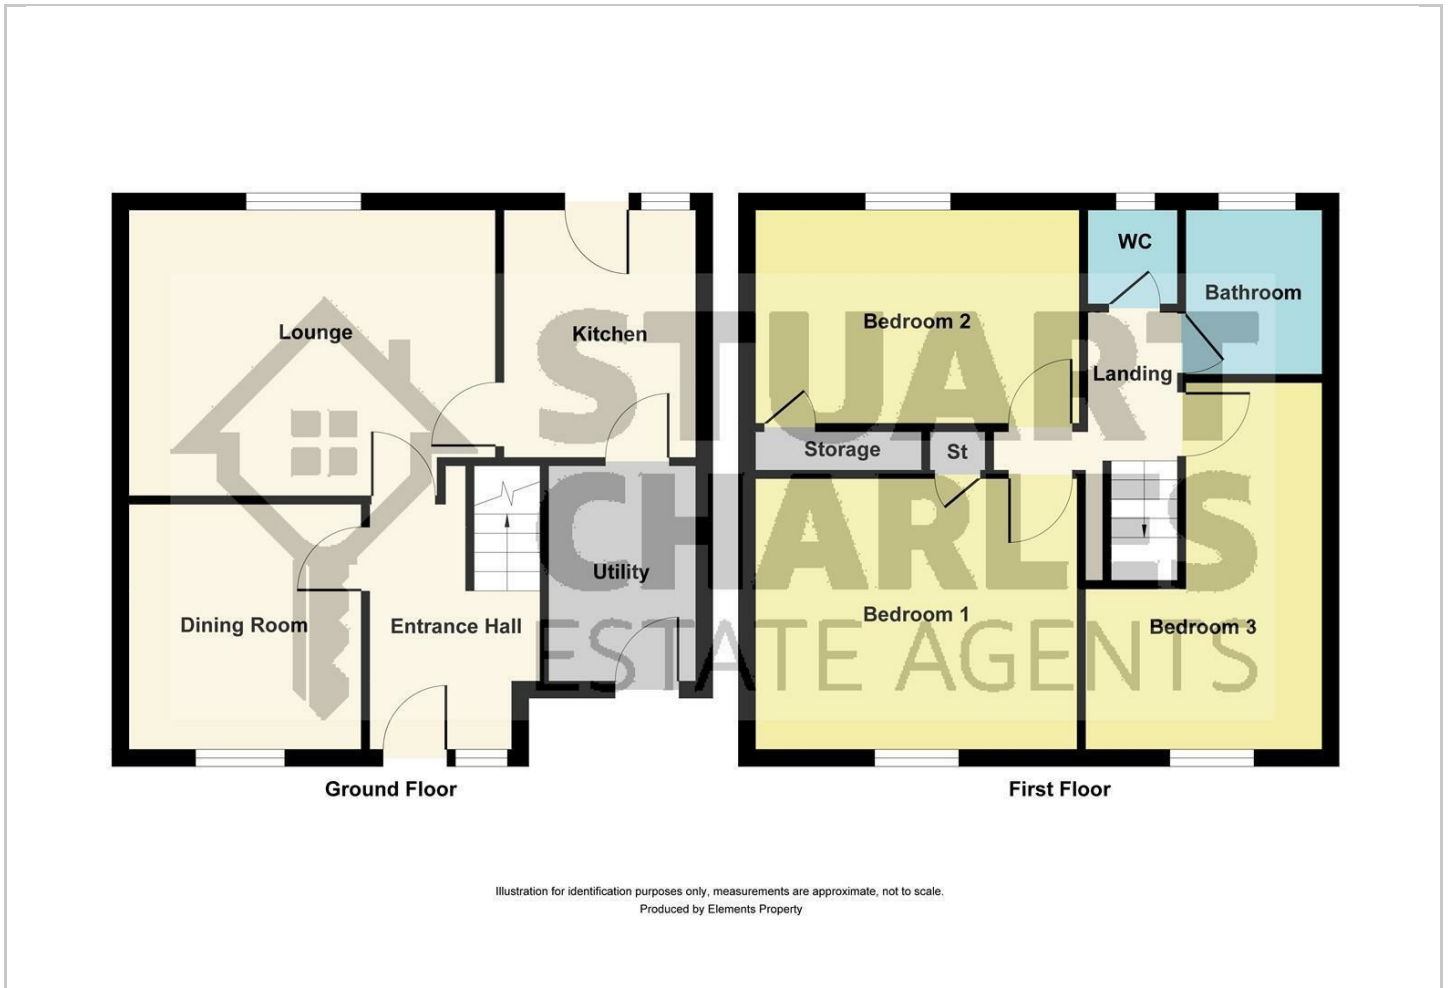 Lounge
Kitchen
Dining Room
Entrance Hall
Utility
Ground Floor
Bedroom 2
WC
Bathroom
Landing
Storage
St
Bedroom 1
Bedroom 3
First Floor
STUART
CHARLES
ESTATE AGENTS
Illustration for identification purposes only, measurements are approximate, not to scale.
Produced by Elements Property